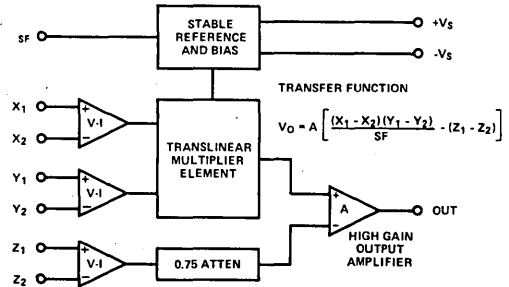 STABLE
REFERENCE
AND BIAS
SF
+VS
-VS
TRANSFER FUNCTION
VO = A [ (X1 - X2) (Y1 - Y2) / SF - (Z1 - Z2) ]
X1
X2
+
V-I
−
TRANSLINEAR
MULTIPLIER
ELEMENT
Y1
Y2
+
V-I
−
+
A
−
OUT
HIGH GAIN
OUTPUT
AMPLIFIER
Z1
Z2
+
V-I
−
0.75 ATTEN